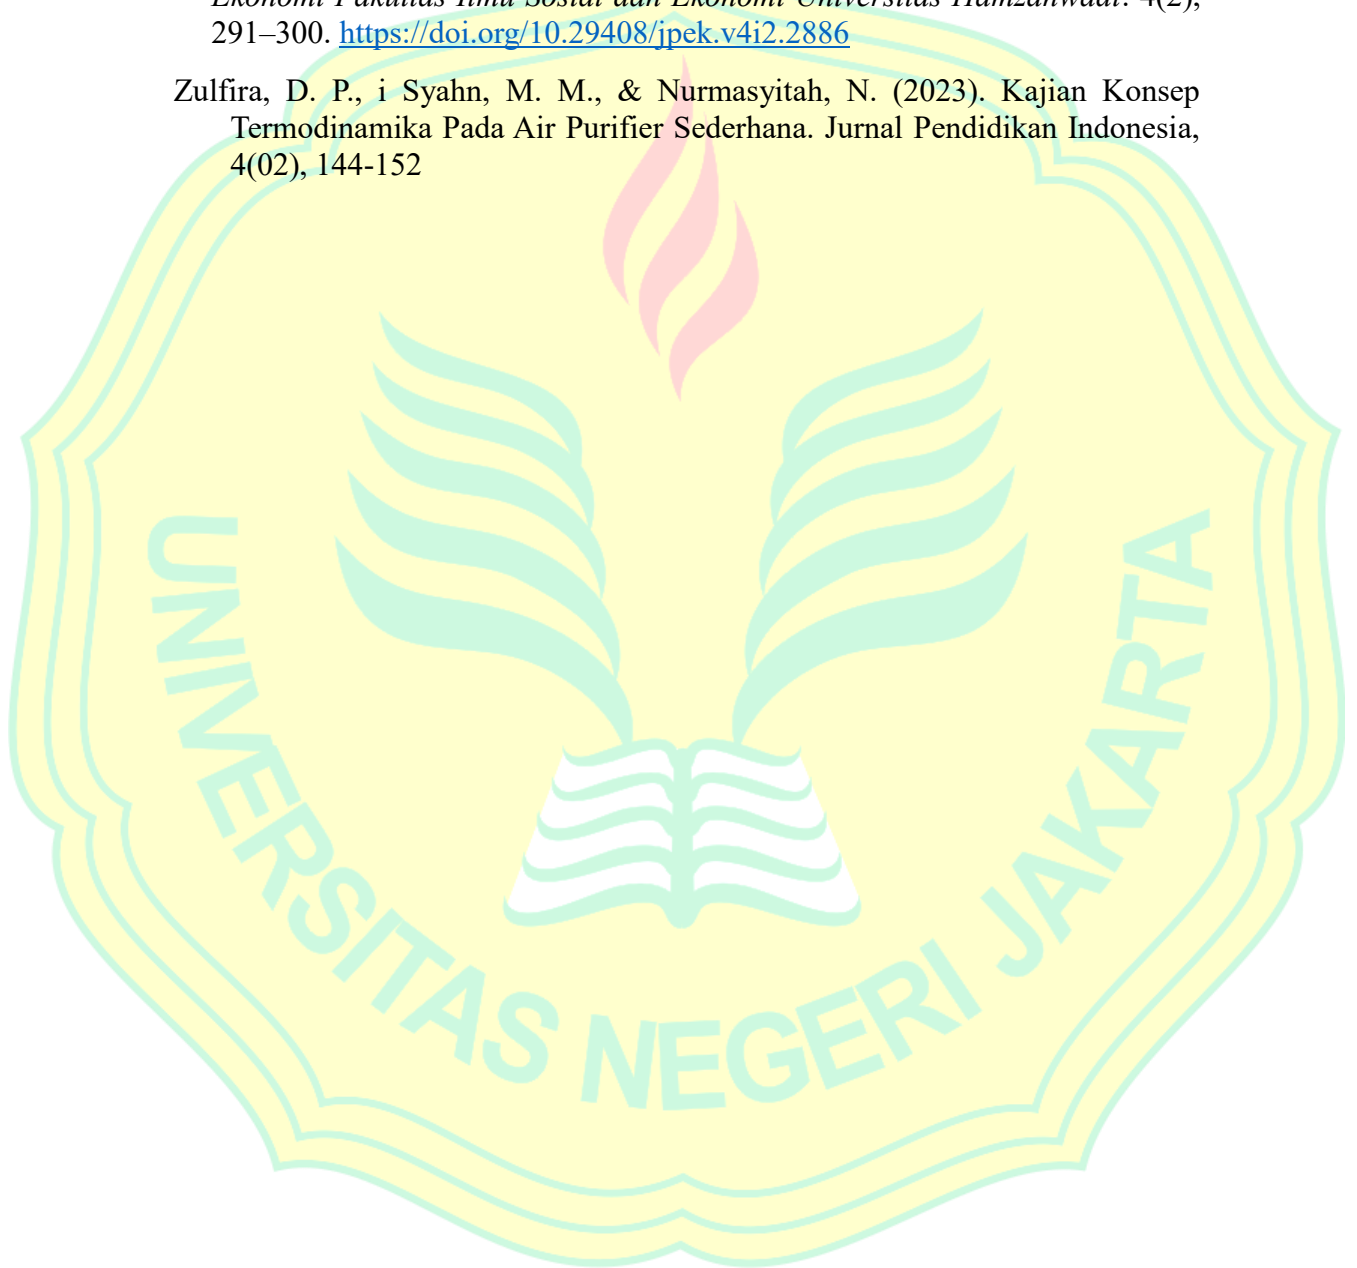 Ekonomi Fakultas Ilmu Sosial dan Ekonomi Universitas Hamzanwadi. 4(2),
291–300. https://doi.org/10.29408/jpek.v4i2.2886
Zulfira, D. P., i Syahn, M. M., & Nurmasyitah, N. (2023). Kajian Konsep
Termodinamika Pada Air Purifier Sederhana. Jurnal Pendidikan Indonesia,
4(02), 144-152
UNIVERSITAS NEGERI JAKARTA